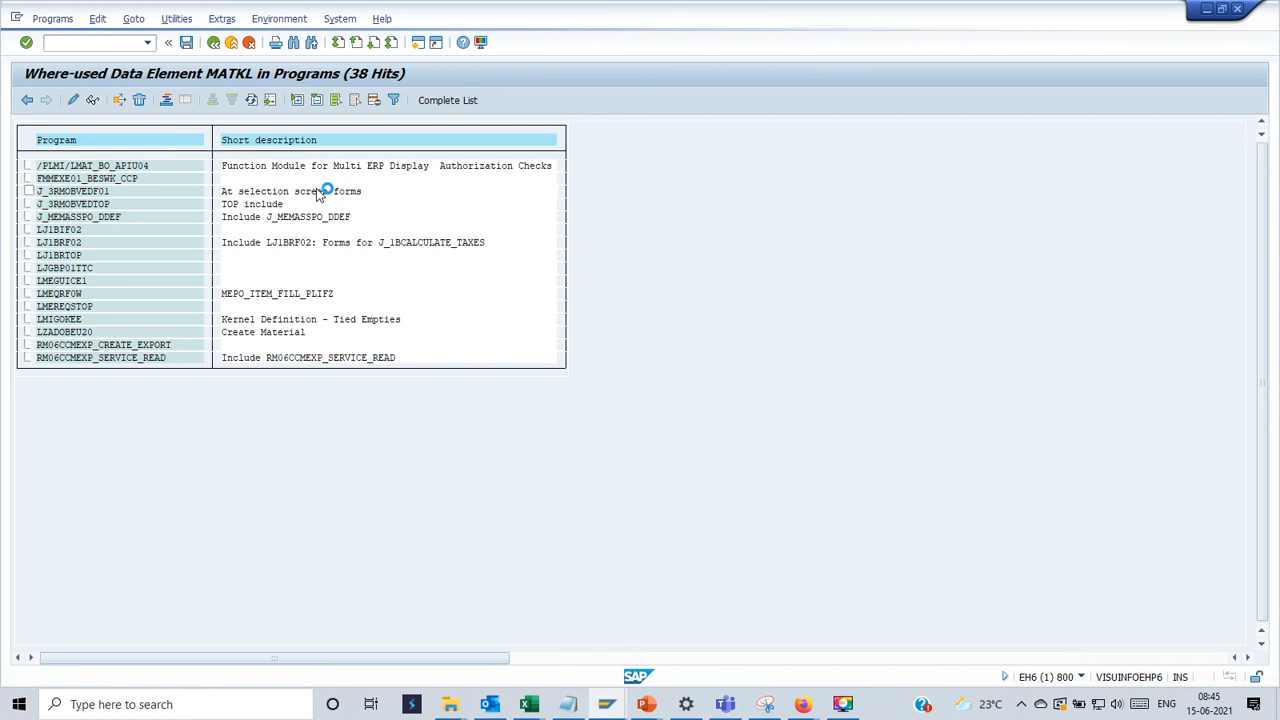 Programs Edit Goto Utilities Extras Environment System Help
Where-used Data Element MATKL in Programs (38 Hits)
Complete List
Program Short description
/PLMI/LMAT_BO_APIU04 Function Module for Multi ERP Display Authorization Checks
FMMEXE01_BESWK_CCP
J_3RMOBVEDF01 At selection screen forms
J_3RMOBVEDTOP TOP include
J_MEMASSPO_DDEF Include J_MEMASSPO_DDEF
LJ1BIF02
LJ1BRF02 Include LJ1BRF02: Forms for J_1BCALCULATE_TAXES
LJ1BRTOP
LJGBP01TTC
LMEGUICE1
LMEQRF0W MEPO_ITEM_FILL_PLIFZ
LMEREQSTOP
LMIGOKEE Kernel Definition - Tied Empties
LZADOBEU20 Create Material
RM06CCMEXP_CREATE_EXPORT
RM06CCMEXP_SERVICE_READ Include RM06CCMEXP_SERVICE_READ
SAP
EH6 (1) 800 VISUINFOEHP6 INS
Type here to search
23°C ENG 08:45
15-06-2021